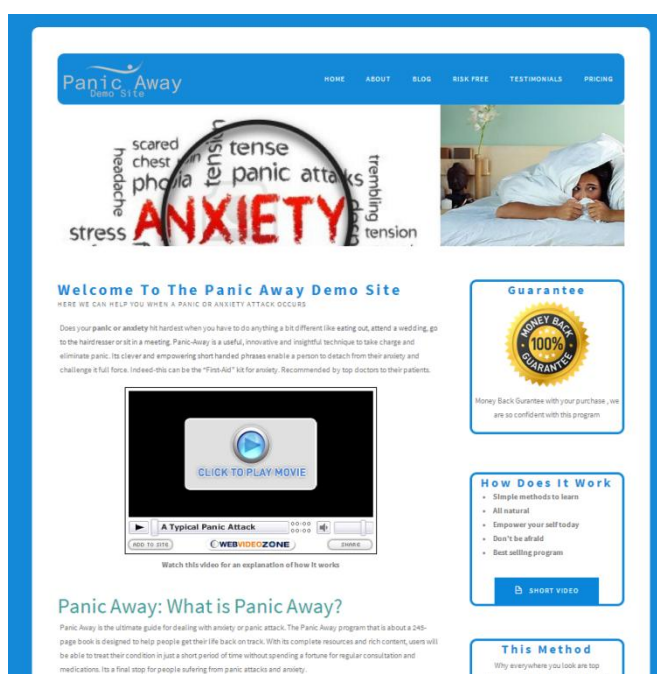 Panic Away
Demo Site
HOME ABOUT BLOG RISK FREE TESTIMONIALS PRICING
scared
tense
tension
headache
chest
phobia
panic attacks
trembling
stress
ANXIETY
tension
Welcome To The Panic Away Demo Site
HERE WE CAN HELP YOU WHEN A PANIC OR ANXIETY ATTACK OCCURS
Does your panic or anxiety hit hardest when you have to do anything a bit different like eating out, attend a wedding, go
to the hairdresser or sit in a meeting. Panic-Away is a useful, innovative and insightful technique to take charge and
eliminate panic. Its clever and empowering short handed phrases enable a person to detach from their anxiety and
challenge it full force. Indeed-this can be the "First-Aid" kit for anxiety. Recommended by top doctors to their patients.
CLICK TO PLAY MOVIE
A Typical Panic Attack
00:00
00:00
ADD TO SITE
WEBVIDEOZONE
SHARE
Watch this video for an explanation of how it works
Panic Away: What is Panic Away?
Panic Away is the ultimate guide for dealing with anxiety or panic attack. The Panic Away program that is about a 245-
page book is designed to help people get their life back on track. With its complete resources and rich content, users will
be able to treat their condition in just a short period of time without spending a fortune for regular consultation and
medications. Its a final stop for people sufering from panic attacks and anxiety.
Guarantee
MONEY BACK
100%
GUARANTEE
Money Back Gurantee with your purchase , we
are so confident with this program
How Does It Work
Simple methods to learn
All natural
Empower your self today
Don't be afraid
Best selling program
SHORT VIDEO
This Method
Why everywhere you look are top